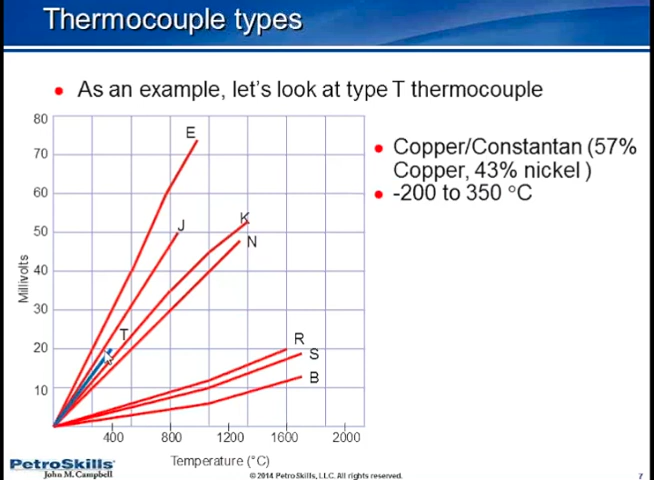 Thermocouple types
• As an example, let's look at type T thermocouple
80
70
60
50
40
30
20
10
Millivolts
E
J
K
N
T
R
S
B
400 800 1200 1600 2000
Temperature (°C)
• Copper/Constantan (57%
Copper, 43% nickel )
• -200 to 350 °C
PetroSkills
John M. Campbell
© 2014 PetroSkills, LLC. All rights reserved.
7